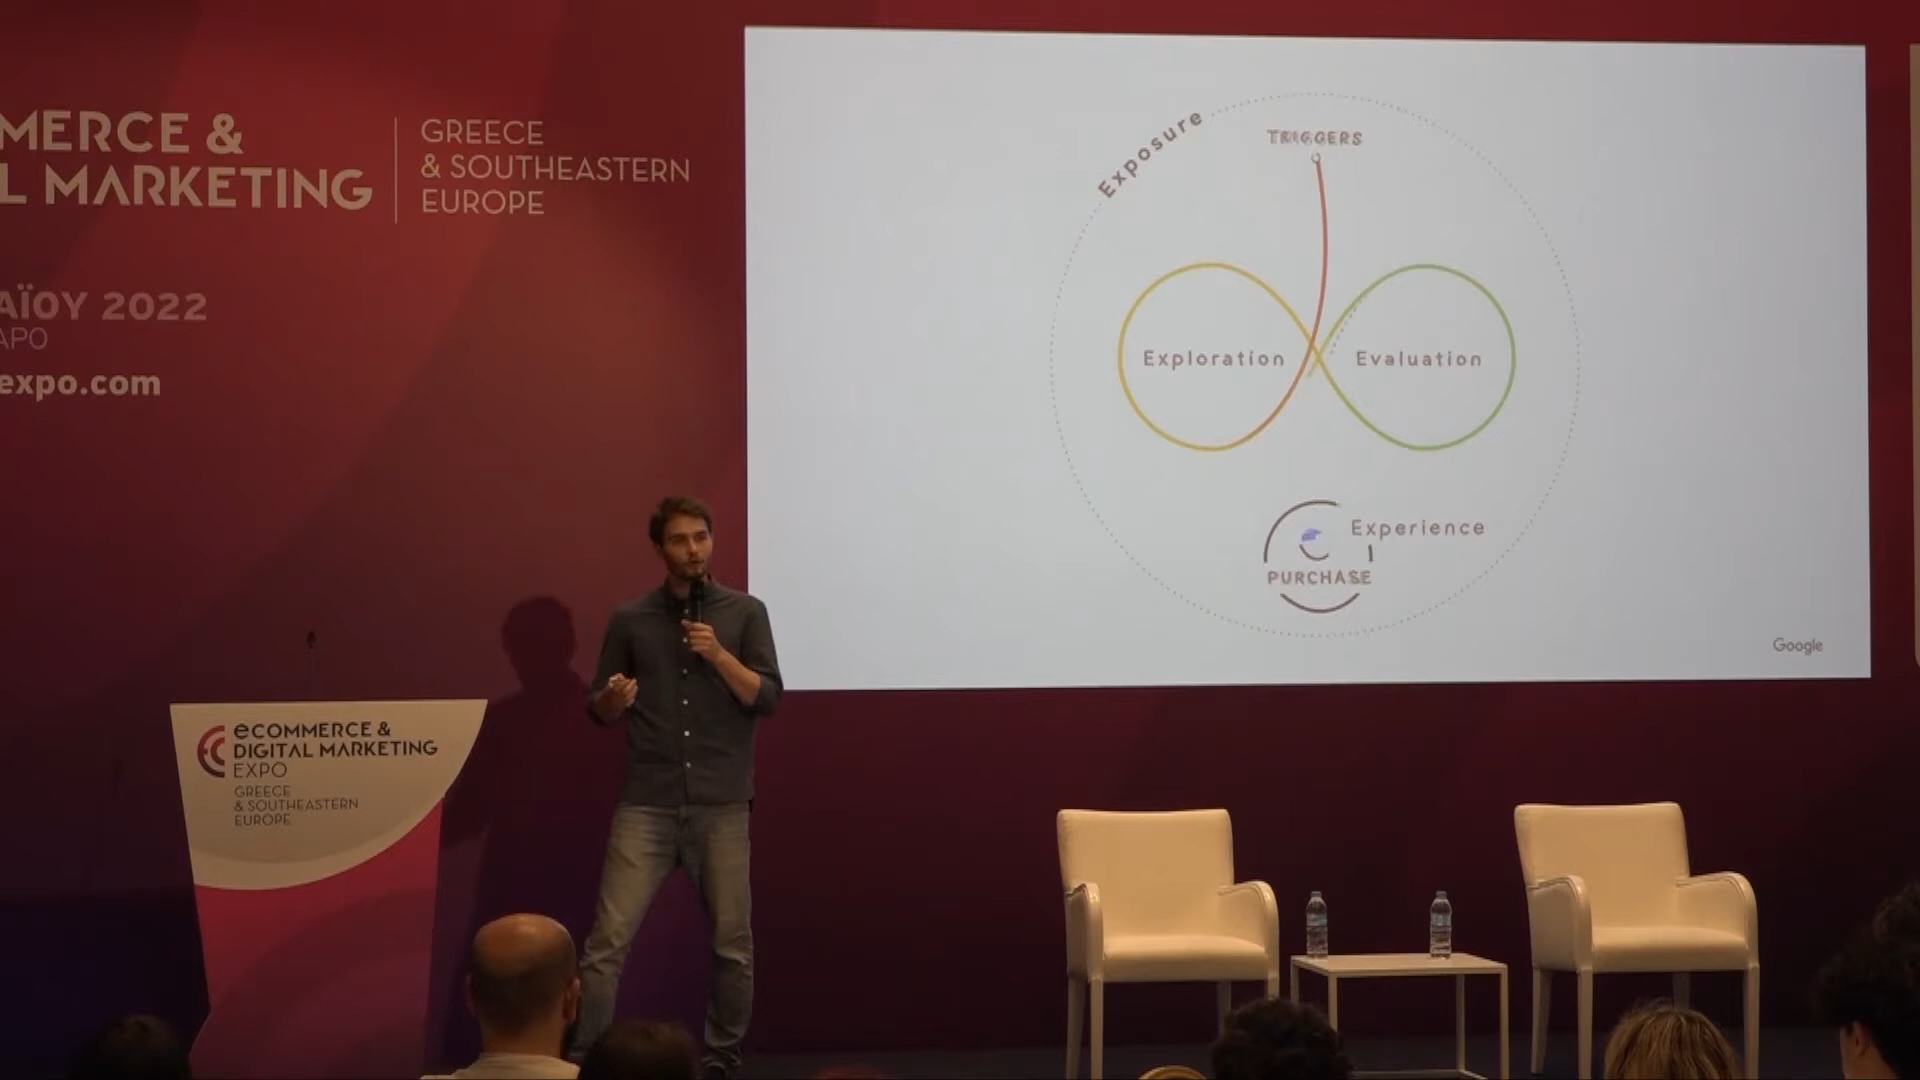 MERCE &
L MARKETING
GREECE
& SOUTHEASTERN
EUROPE
ΑΪΟΥ 2022
ΑΡΟ
expo.com
Exposure
TRIGGERS
Exploration
Evaluation
Experience
PURCHASE
Google
eCOMMERCE &
DIGITAL MARKETING
EXPO
GREECE
& SOUTHEASTERN
EUROPE